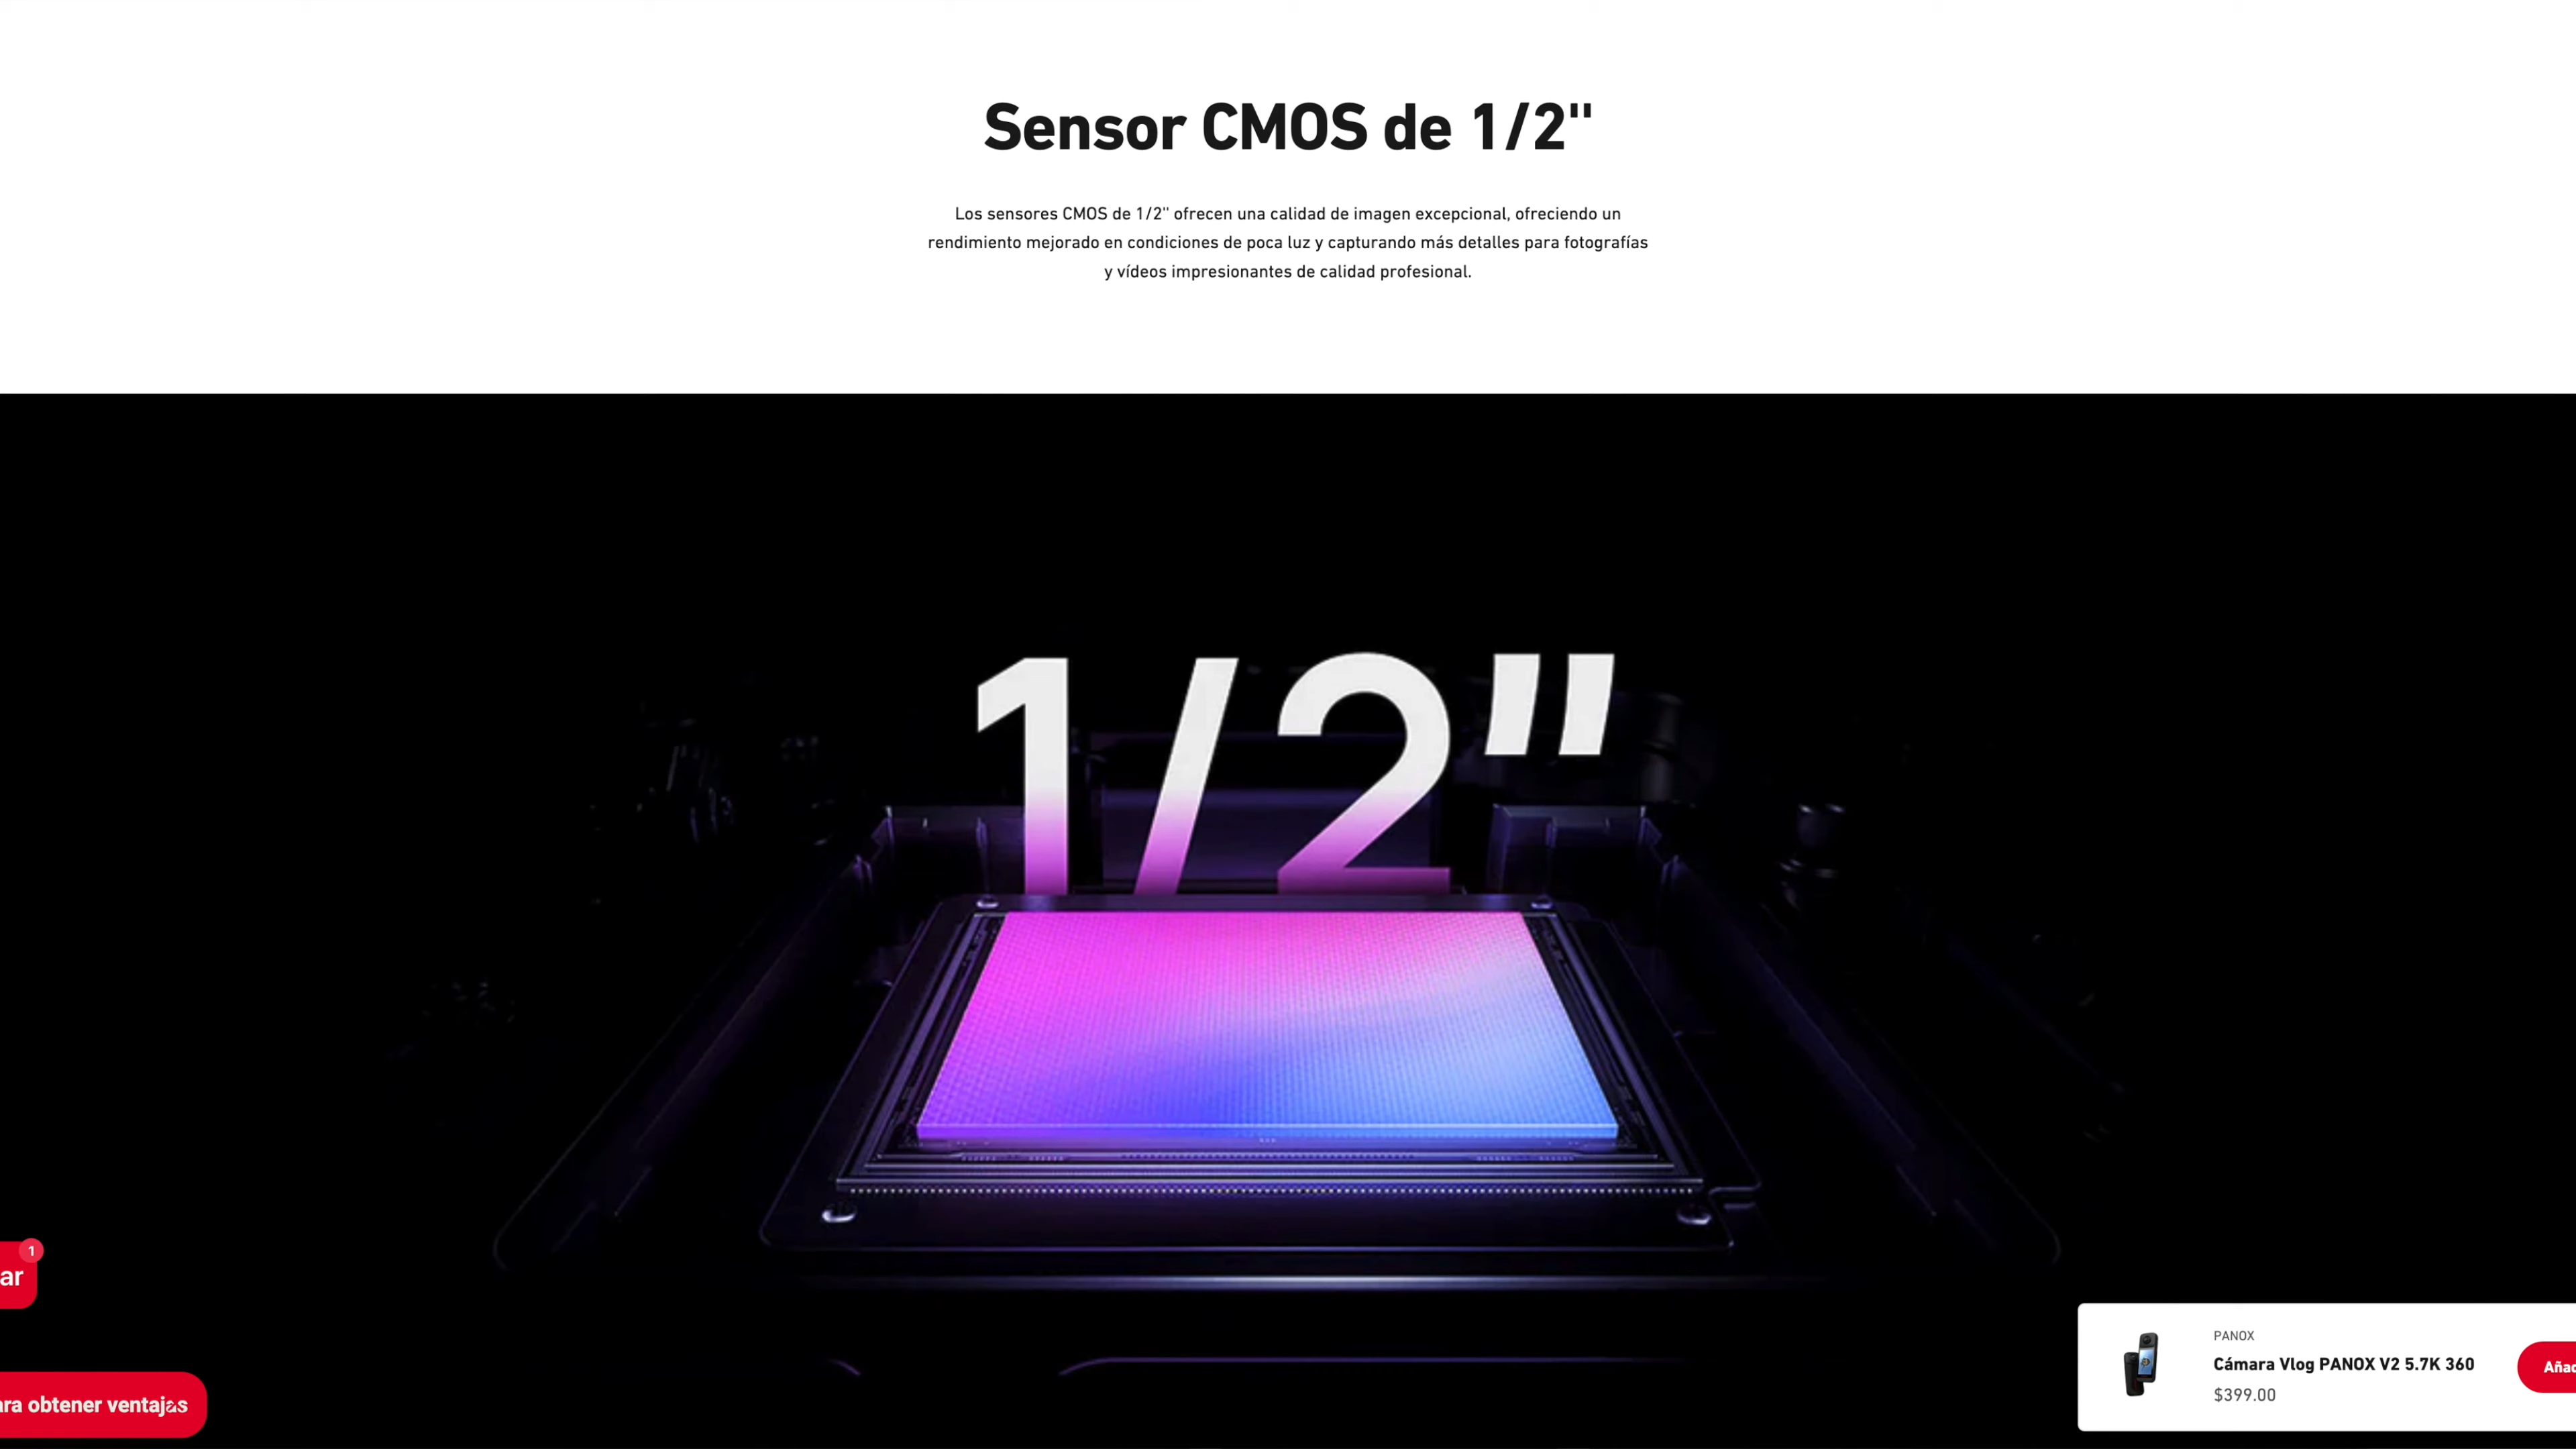 Sensor CMOS de 1/2"
Los sensores CMOS de 1/2" ofrecen una calidad de imagen excepcional, ofreciendo un
rendimiento mejorado en condiciones de poca luz y capturando más detalles para fotografías
y vídeos impresionantes de calidad profesional.
1/2"
1
ar
ra obtener ventajas
PANOX
Cámara Vlog PANOX V2 5.7K 360
$399.00
Añad